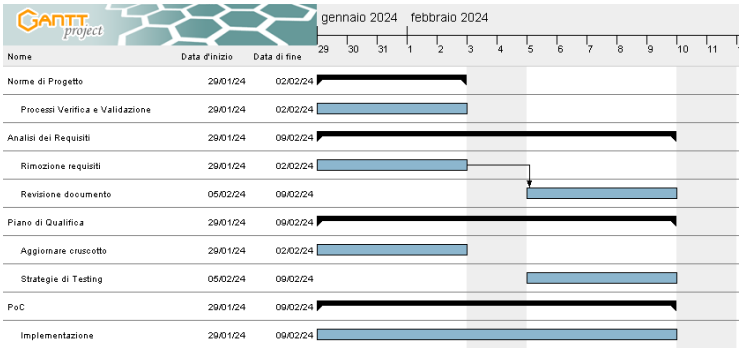 GANTT
project
gennaio 2024 febbraio 2024
29 30 31 1 2 3 4 5 6 7 8 9 10 11
Nome Data d'inizio Data di fine
Norme di Progetto 29/01/24 02/02/24
Processi Verifica e Validazione 29/01/24 02/02/24
Analisi dei Requisiti 29/01/24 09/02/24
Rimozione requisiti 29/01/24 02/02/24
Revisione documento 05/02/24 09/02/24
Piano di Qualifica 29/01/24 09/02/24
Aggiornare cruscotto 29/01/24 02/02/24
Strategie di Testing 05/02/24 09/02/24
PoC 29/01/24 09/02/24
Implementazione 29/01/24 09/02/24